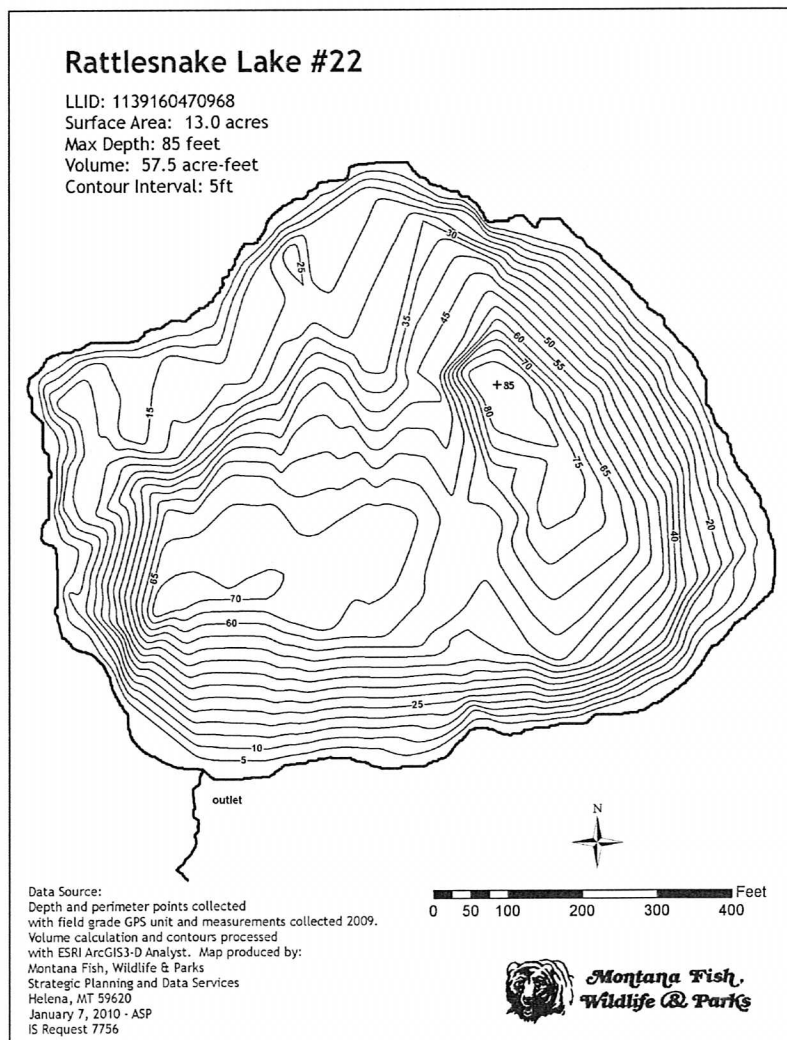 Rattlesnake Lake #22
LLID: 1139160470968
Surface Area: 13.0 acres
Max Depth: 85 feet
Volume: 57.5 acre-feet
Contour Interval: 5ft
25
30
35
45
50
60
55
70
85
80
15
75
65
20
40
65
70
60
25
10
5
outlet
N
Feet
0 50 100 200 300 400
Data Source:
Depth and perimeter points collected
with field grade GPS unit and measurements collected 2009.
Volume calculation and contours processed
with ESRI ArcGIS3-D Analyst. Map produced by:
Montana Fish, Wildlife & Parks
Strategic Planning and Data Services
Helena, MT 59620
January 7, 2010 - ASP
IS Request 7756
Montana Fish,
Wildlife & Parks